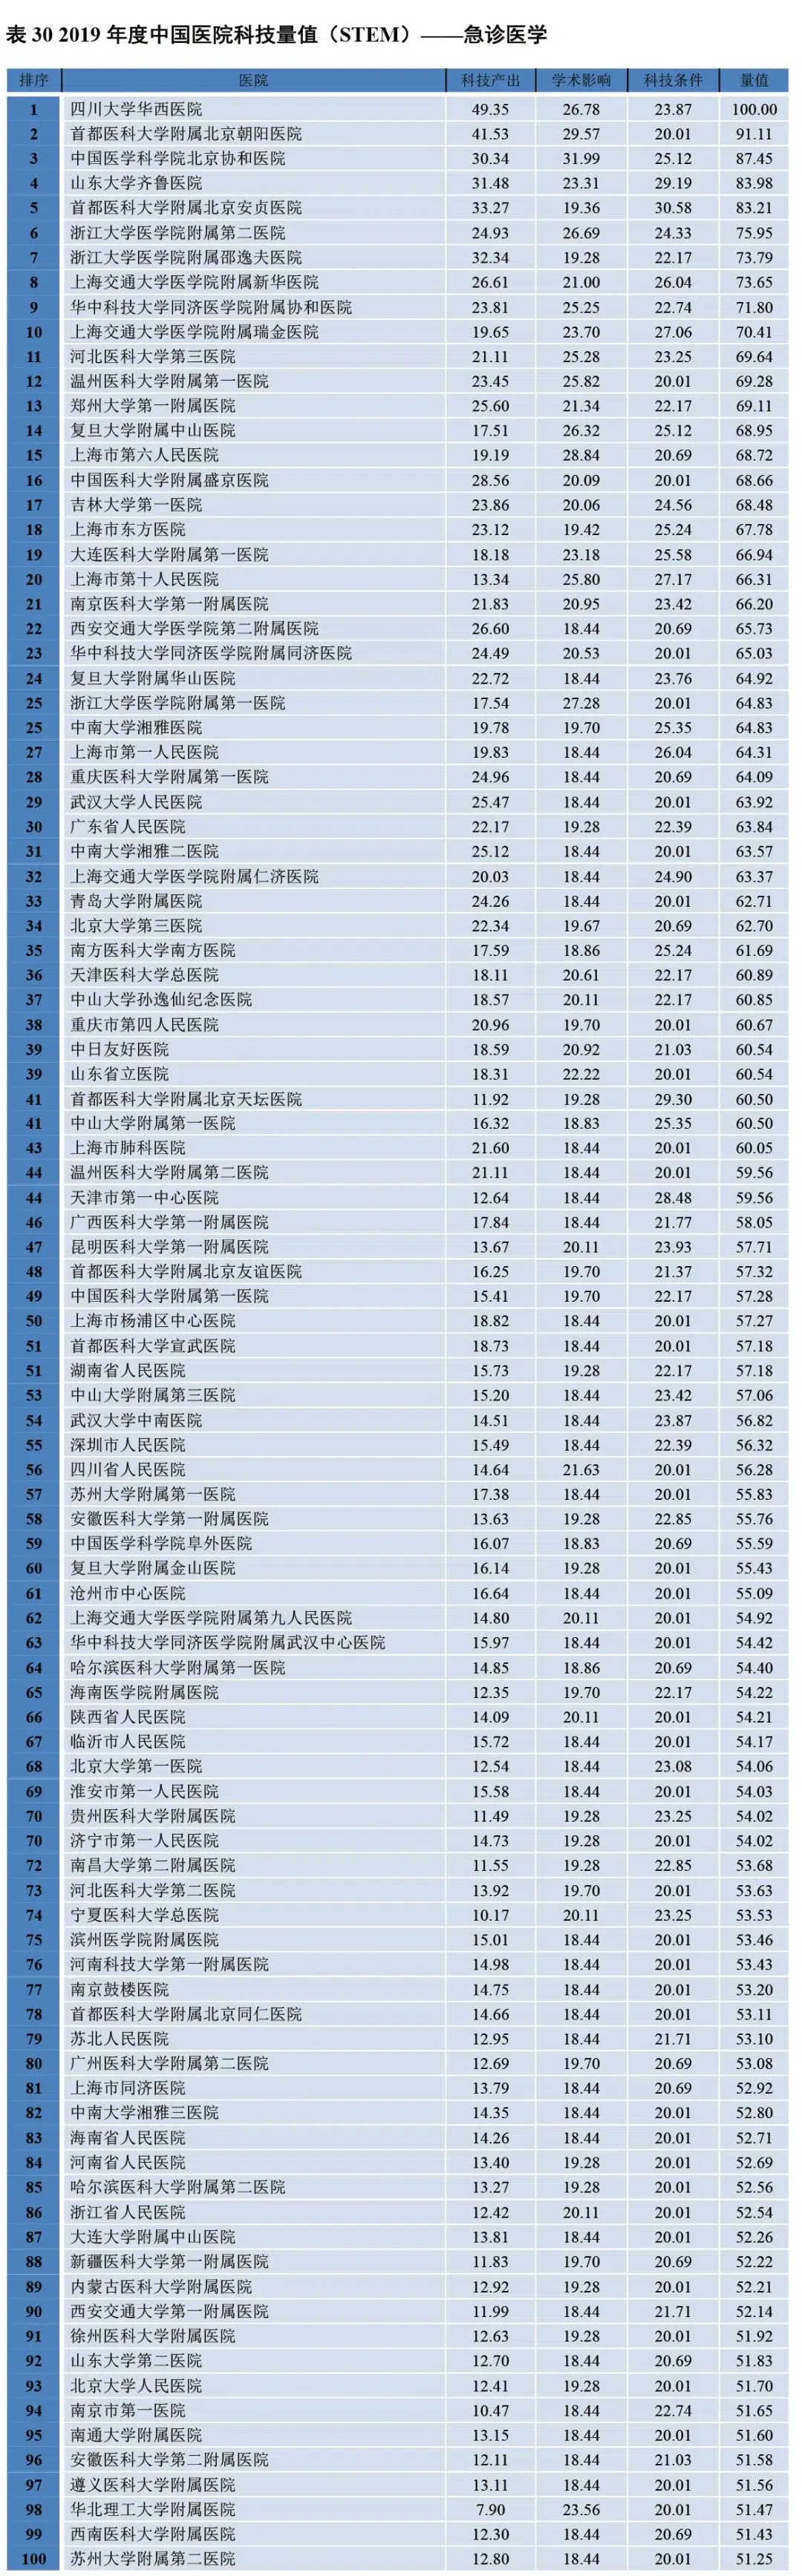 表 30 2019 年度中国医院科技量值（STEM）——急诊医学
排序 医院 科技产出 学术影响 科技条件 量值
1 四川大学华西医院 49.35 26.78 23.87 100.00
2 首都医科大学附属北京朝阳医院 41.53 29.57 20.01 91.11
3 中国医学科学院北京协和医院 30.34 31.99 25.12 87.45
4 山东大学齐鲁医院 31.48 23.31 29.19 83.98
5 首都医科大学附属北京安贞医院 33.27 19.36 30.58 83.21
6 浙江大学医学院附属第二医院 24.93 26.69 24.33 75.95
7 浙江大学医学院附属邵逸夫医院 32.34 19.28 22.17 73.79
8 上海交通大学医学院附属新华医院 26.61 21.00 26.04 73.65
9 华中科技大学同济医学院附属协和医院 23.81 25.25 22.74 71.80
10 上海交通大学医学院附属瑞金医院 19.65 23.70 27.06 70.41
11 河北医科大学第三医院 21.11 25.28 23.25 69.64
12 温州医科大学附属第一医院 23.45 25.82 20.01 69.28
13 郑州大学第一附属医院 25.60 21.34 22.17 69.11
14 复旦大学附属中山医院 17.51 26.32 25.12 68.95
15 上海市第六人民医院 19.19 28.84 20.69 68.72
16 中国医科大学附属盛京医院 28.56 20.09 20.01 68.66
17 吉林大学第一医院 23.86 20.06 24.56 68.48
18 上海市东方医院 23.12 19.42 25.24 67.78
19 大连医科大学附属第一医院 18.18 23.18 25.58 66.94
20 上海市第十人民医院 13.34 25.80 27.17 66.31
21 南京医科大学第一附属医院 21.83 20.95 23.42 66.20
22 西安交通大学医学院第二附属医院 26.60 18.44 20.69 65.73
23 华中科技大学同济医学院附属同济医院 24.49 20.53 20.01 65.03
24 复旦大学附属华山医院 22.72 18.44 23.76 64.92
25 浙江大学医学院附属第一医院 17.54 27.28 20.01 64.83
25 中南大学湘雅医院 19.78 19.70 25.35 64.83
27 上海市第一人民医院 19.83 18.44 26.04 64.31
28 重庆医科大学附属第一医院 24.96 18.44 20.69 64.09
29 武汉大学人民医院 25.47 18.44 20.01 63.92
30 广东省人民医院 22.17 19.28 22.39 63.84
31 中南大学湘雅二医院 25.12 18.44 20.01 63.57
32 上海交通大学医学院附属仁济医院 20.03 18.44 24.90 63.37
33 青岛大学附属医院 24.26 18.44 20.01 62.71
34 北京大学第三医院 22.34 19.67 20.69 62.70
35 南方医科大学南方医院 17.59 18.86 25.24 61.69
36 天津医科大学总医院 18.11 20.61 22.17 60.89
37 中山大学孙逸仙纪念医院 18.57 20.11 22.17 60.85
38 重庆市第四人民医院 20.96 19.70 20.01 60.67
39 中日友好医院 18.59 20.92 21.03 60.54
39 山东省立医院 18.31 22.22 20.01 60.54
41 首都医科大学附属北京天坛医院 11.92 19.28 29.30 60.50
41 中山大学附属第一医院 16.32 18.83 25.35 60.50
43 上海市肺科医院 21.60 18.44 20.01 60.05
44 温州医科大学附属第二医院 21.11 18.44 20.01 59.56
44 天津市第一中心医院 12.64 18.44 28.48 59.56
46 广西医科大学第一附属医院 17.84 18.44 21.77 58.05
47 昆明医科大学第一附属医院 13.67 20.11 23.93 57.71
48 首都医科大学附属北京友谊医院 16.25 19.70 21.37 57.32
49 中国医科大学附属第一医院 15.41 19.70 22.17 57.28
50 上海市杨浦区中心医院 18.82 18.44 20.01 57.27
51 首都医科大学宣武医院 18.73 18.44 20.01 57.18
51 湖南省人民医院 15.73 19.28 22.17 57.18
53 中山大学附属第三医院 15.20 18.44 23.42 57.06
54 武汉大学中南医院 14.51 18.44 23.87 56.82
55 深圳市人民医院 15.49 18.44 22.39 56.32
56 四川省人民医院 14.64 21.63 20.01 56.28
57 苏州大学附属第一医院 17.38 18.44 20.01 55.83
58 安徽医科大学第一附属医院 13.63 19.28 22.85 55.76
59 中国医学科学院阜外医院 16.07 18.83 20.69 55.59
60 复旦大学附属金山医院 16.14 19.28 20.01 55.43
61 沧州市中心医院 16.64 18.44 20.01 55.09
62 上海交通大学医学院附属第九人民医院 14.80 20.11 20.01 54.92
63 华中科技大学同济医学院附属武汉中心医院 15.97 18.44 20.01 54.42
64 哈尔滨医科大学附属第一医院 14.85 18.86 20.69 54.40
65 海南医学院附属医院 12.35 19.70 22.17 54.22
66 陕西省人民医院 14.09 20.11 20.01 54.21
67 临沂市人民医院 15.72 18.44 20.01 54.17
68 北京大学第一医院 12.54 18.44 23.08 54.06
69 淮安市第一人民医院 15.58 18.44 20.01 54.03
70 贵州医科大学附属医院 11.49 19.28 23.25 54.02
70 济宁市第一人民医院 14.73 19.28 20.01 54.02
72 南昌大学第二附属医院 11.55 19.28 22.85 53.68
73 河北医科大学第二医院 13.92 19.70 20.01 53.63
74 宁夏医科大学总医院 10.17 20.11 23.25 53.53
75 滨州医学院附属医院 15.01 18.44 20.01 53.46
76 河南科技大学第一附属医院 14.98 18.44 20.01 53.43
77 南京鼓楼医院 14.75 18.44 20.01 53.20
78 首都医科大学附属北京同仁医院 14.66 18.44 20.01 53.11
79 苏北人民医院 12.95 18.44 21.71 53.10
80 广州医科大学附属第二医院 12.69 19.70 20.69 53.08
81 上海市同济医院 13.79 18.44 20.69 52.92
82 中南大学湘雅三医院 14.35 18.44 20.01 52.80
83 海南省人民医院 14.26 18.44 20.01 52.71
84 河南省人民医院 13.40 19.28 20.01 52.69
85 哈尔滨医科大学附属第二医院 13.27 19.28 20.01 52.56
86 浙江省人民医院 12.42 20.11 20.01 52.54
87 大连大学附属中山医院 13.81 18.44 20.01 52.26
88 新疆医科大学第一附属医院 11.83 19.70 20.69 52.22
89 内蒙古医科大学附属医院 12.92 19.28 20.01 52.21
90 西安交通大学第一附属医院 11.99 18.44 21.71 52.14
91 徐州医科大学附属医院 12.63 19.28 20.01 51.92
92 山东大学第二医院 12.70 18.44 20.69 51.83
93 北京大学人民医院 12.41 19.28 20.01 51.70
94 南京市第一医院 10.47 18.44 22.74 51.65
95 南通大学附属医院 13.15 18.44 20.01 51.60
96 安徽医科大学第二附属医院 12.11 18.44 21.03 51.58
97 遵义医科大学附属医院 13.11 18.44 20.01 51.56
98 华北理工大学附属医院 7.90 23.56 20.01 51.47
99 西南医科大学附属医院 12.30 18.44 20.69 51.43
100 苏州大学附属第二医院 12.80 18.44 20.01 51.25